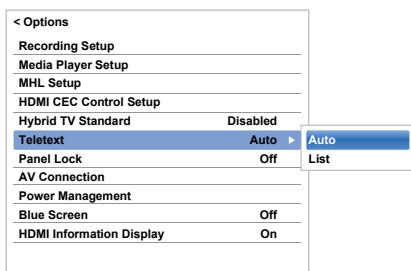 < Options
Recording Setup
Media Player Setup
MHL Setup
HDMI CEC Control Setup
Hybrid TV Standard Disabled
Teletext Auto Auto
Panel Lock Off List
AV Connection
Power Management
Blue Screen Off
HDMI Information Display On